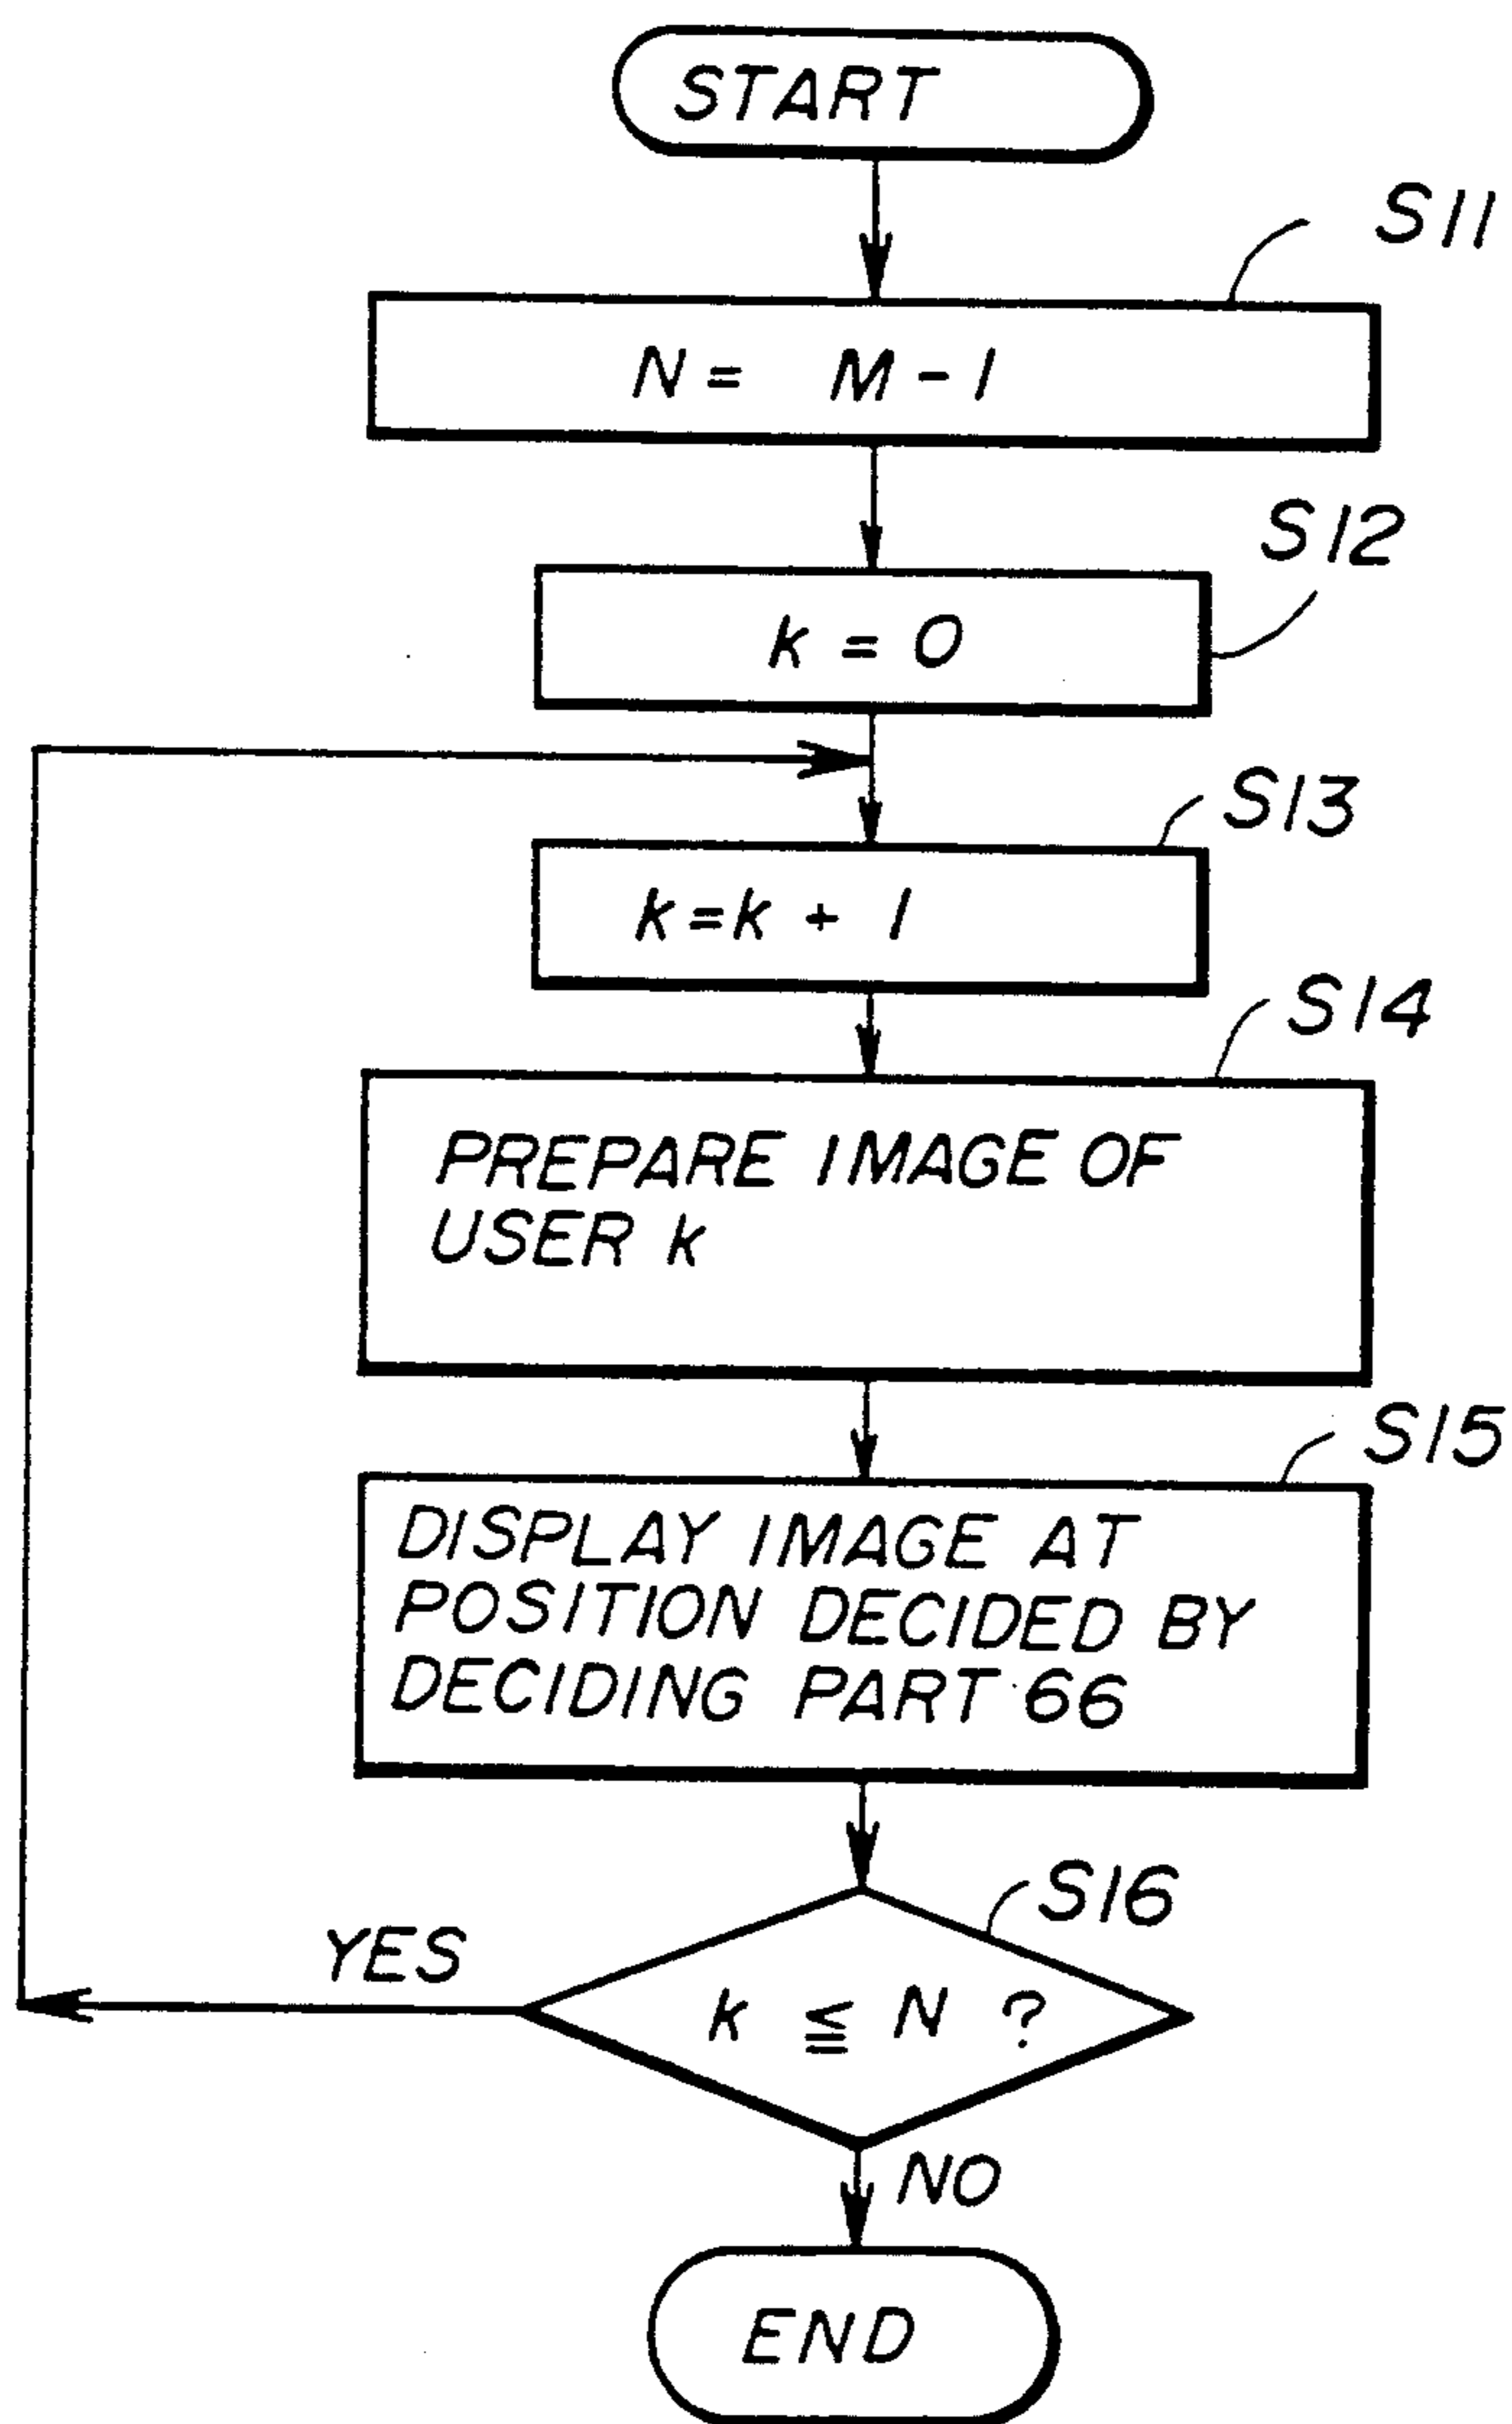 START
S11
N = M - 1
S12
k = 0
S13
k = k + 1
S14
PREPARE IMAGE OF
USER k
S15
DISPLAY IMAGE AT
POSITION DECIDED BY
DECIDING PART 66
S16
YES
k ≦ N ?
NO
END